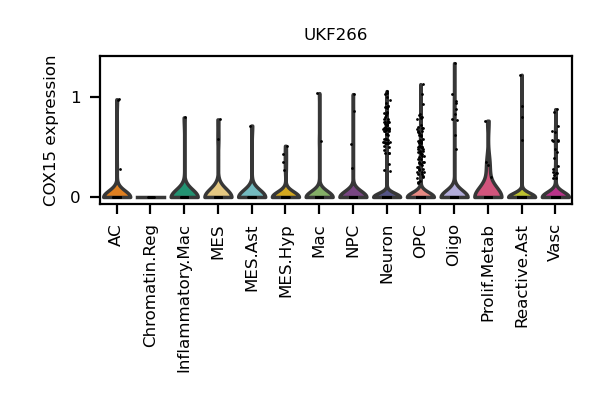 UKF266
COX15 expression
1
0
AC
Chromatin.Reg
Inflammatory.Mac
MES
MES.Ast
MES.Hyp
Mac
NPC
Neuron
OPC
Oligo
Prolif.Metab
Reactive.Ast
Vasc